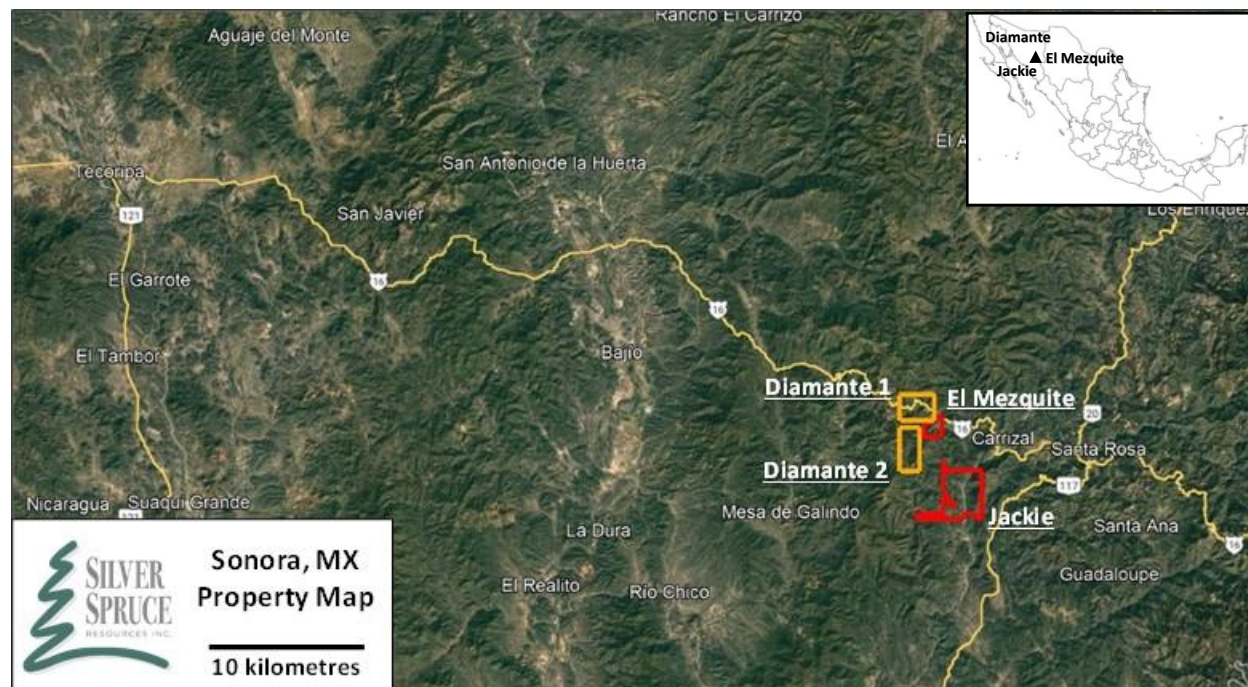 Rancho El Carrizo
Aguaje del Monte
Diamante
El Mezquite
Jackie
El A
San Antonio de la Huerta
Tecoripa
121
San Javier
Los Enriquez
El Garrote
16
16
El Tambor
Bajío
Diamante 1
El Mezquite
20
16
Carrizal
Santa Rosa
Diamante 2
117
Nicaragua
Suaqui Grande
Mesa de Galindo
Jackie
121
La Dura
Santa Ana
16
Guadaloupe
El Realito
Río Chico
SILVER
SPRUCE
RESOURCES INC.
Sonora, MX
Property Map
10 kilometres